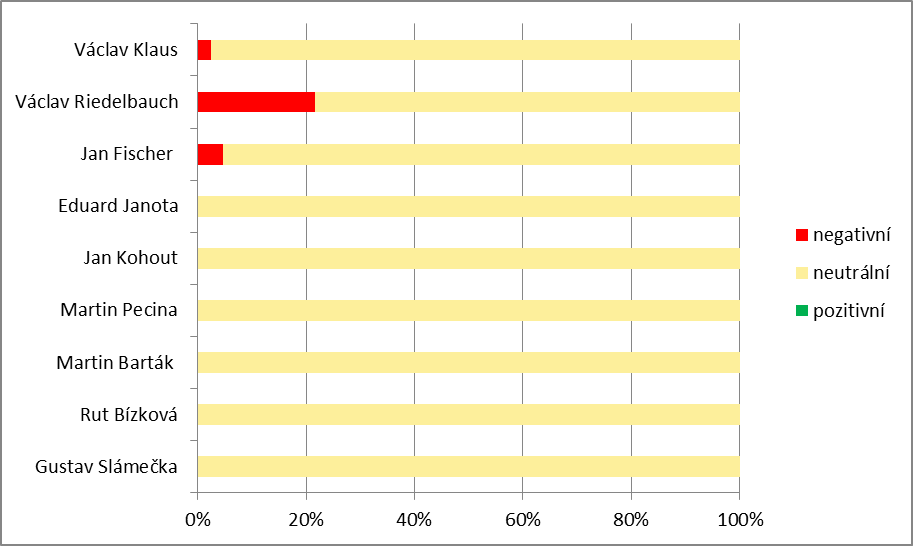 Václav Klaus
Václav Riedelbauch
Jan Fischer
Eduard Janota
Jan Kohout
Martin Pecina
Martin Barták
Rut Bízková
Gustav Slámečka
0% 20% 40% 60% 80% 100%
negativní
neutrální
pozitivní